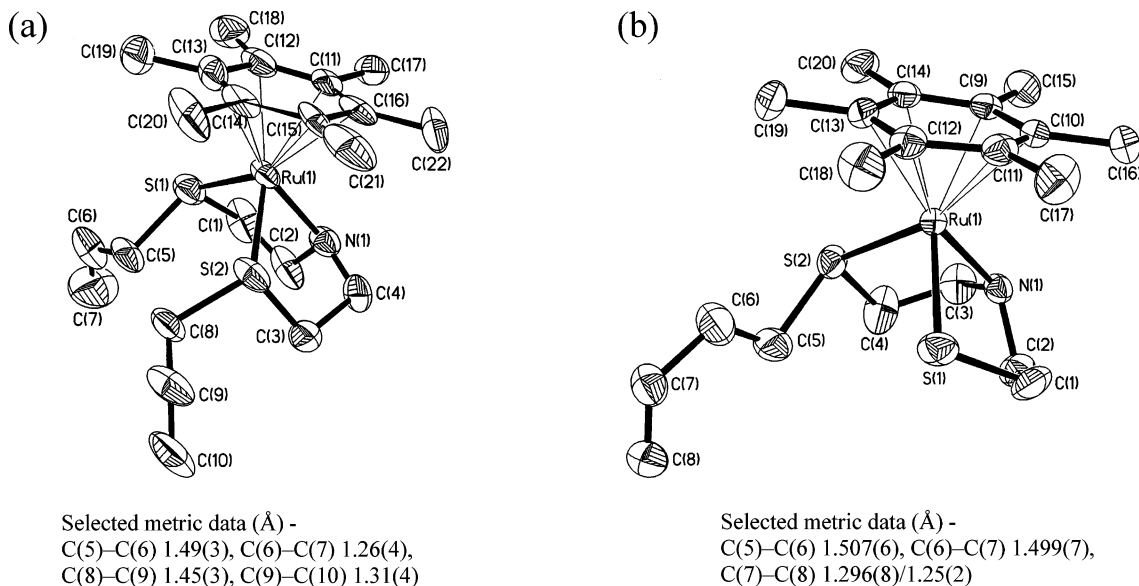 (a)
C(18)
C(19)
C(13)
C(12)
C(11)
C(17)
C(16)
C(20)
C(14)
C(15)
C(21)
C(22)
S(1)
Ru(1)
C(6)
C(1)
C(2)
N(1)
C(5)
S(2)
C(4)
C(7)
C(8)
C(3)
C(9)
C(10)
Selected metric data (Å) -
C(5)–C(6) 1.49(3), C(6)–C(7) 1.26(4),
C(8)–C(9) 1.45(3), C(9)–C(10) 1.31(4)
(b)
C(20)
C(14)
C(9)
C(15)
C(19)
C(13)
C(12)
C(10)
C(18)
C(11)
C(16)
C(17)
Ru(1)
S(2)
N(1)
C(6)
C(3)
C(5)
C(4)
C(2)
S(1)
C(1)
C(7)
C(8)
Selected metric data (Å) -
C(5)–C(6) 1.507(6), C(6)–C(7) 1.499(7),
C(7)–C(8) 1.296(8)/1.25(2)